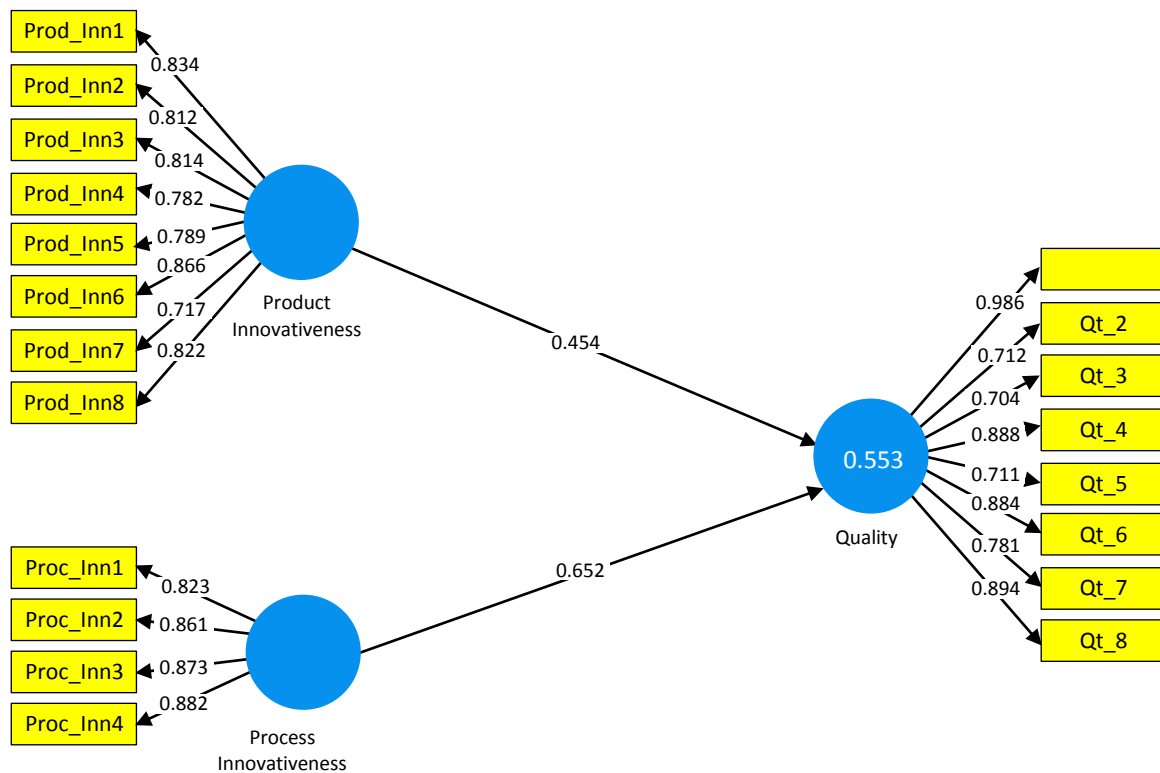 Prod_Inn1
Prod_Inn2
Prod_Inn3
Prod_Inn4
Prod_Inn5
Prod_Inn6
Prod_Inn7
Prod_Inn8
0.834
0.812
0.814
0.782
0.789
0.866
0.717
0.822
Product
Innovativeness
0.454
Proc_Inn1
Proc_Inn2
Proc_Inn3
Proc_Inn4
0.823
0.861
0.873
0.882
Process
Innovativeness
0.652
0.553
Quality
0.986
0.712
0.704
0.888
0.711
0.884
0.781
0.894
Qt_2
Qt_3
Qt_4
Qt_5
Qt_6
Qt_7
Qt_8